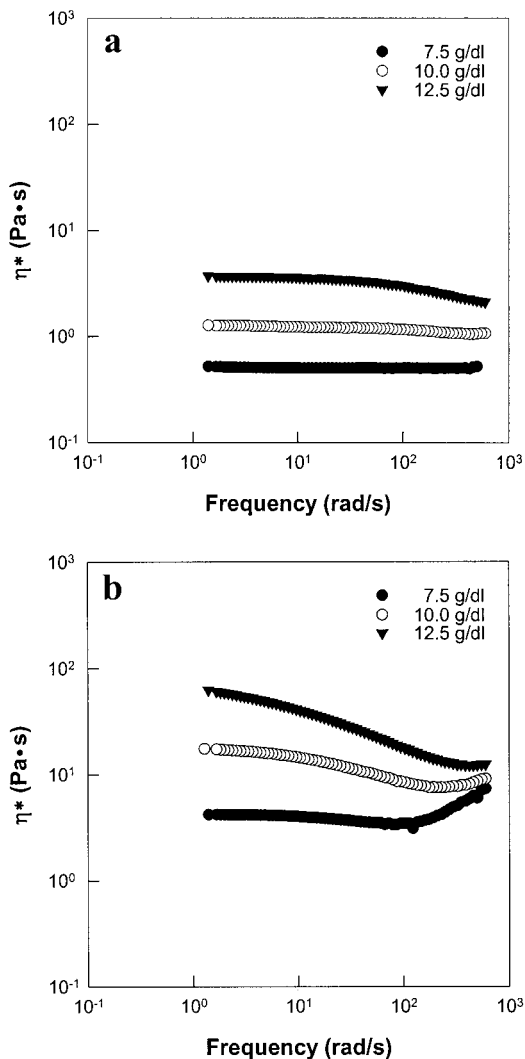 a
10³
7.5 g/dl
10.0 g/dl
12.5 g/dl
10²
η* (Pa•s)
10¹
10⁰
10⁻¹
10⁻¹ 10⁰ 10¹ 10² 10³
Frequency (rad/s)
b
10³
7.5 g/dl
10.0 g/dl
12.5 g/dl
10²
η* (Pa•s)
10¹
10⁰
10⁻¹
10⁻¹ 10⁰ 10¹ 10² 10³
Frequency (rad/s)